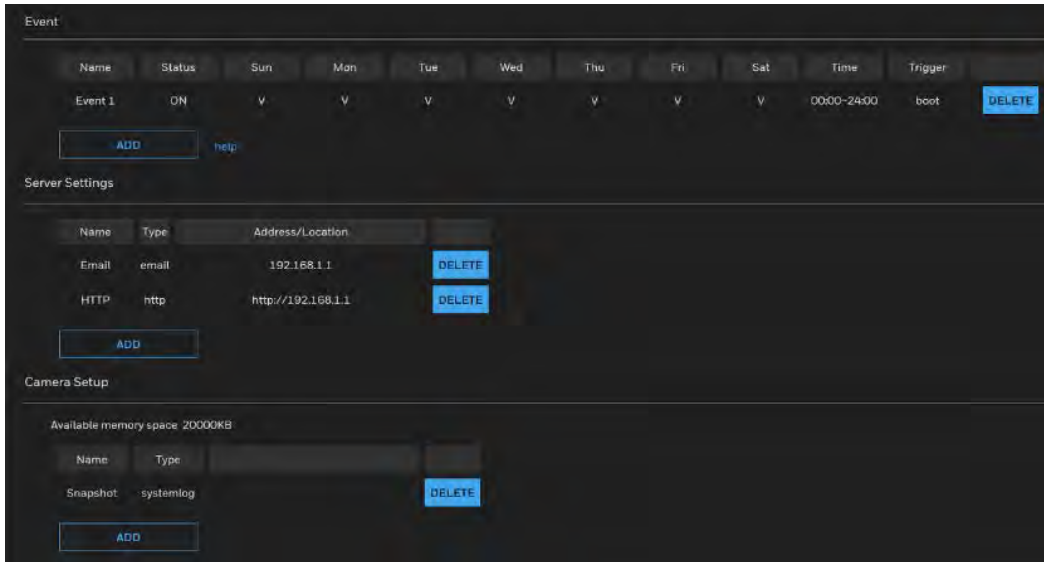 Event
Name Status Sun Mon Tue Wed Thu Fri Sat Time Trigger
Event 1 ON V V V V V V V 00:00~24:00 boot DELETE
ADD help
Server Settings
Name Type Address/Location
Email email 192.168.1.1 DELETE
HTTP http http://192.168.1.1 DELETE
ADD
Camera Setup
Available memory space 20000KB
Name Type
Snapshot systemlog DELETE
ADD